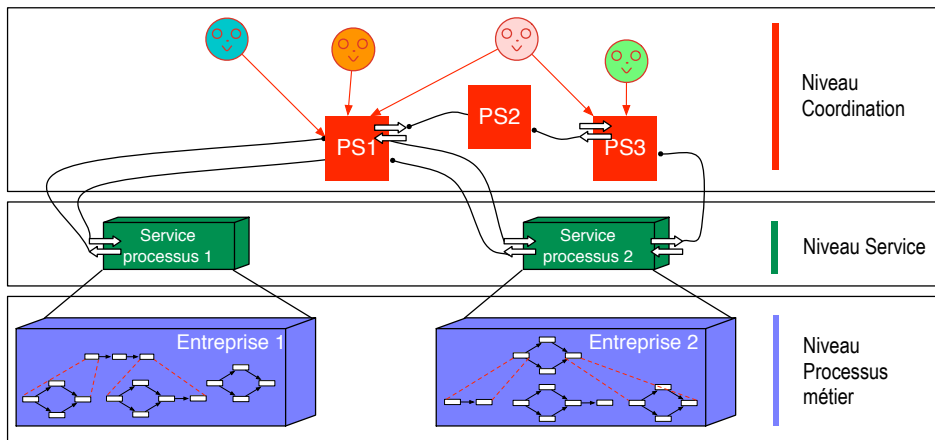 Niveau
Coordination
PS1
PS2
PS3
Service
processus 1
Service
processus 2
Niveau Service
Entreprise 1
Entreprise 2
Niveau
Processus
métier